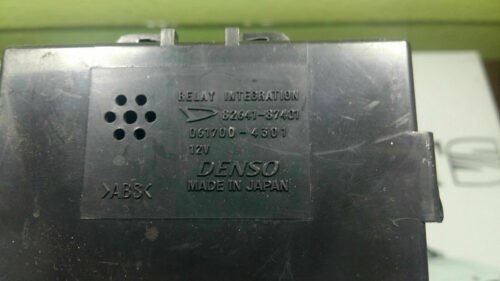 RELAY INTEGRATION
82641-87401
061700-4301
12V
DENSO
MADE IN JAPAN
>ABS<